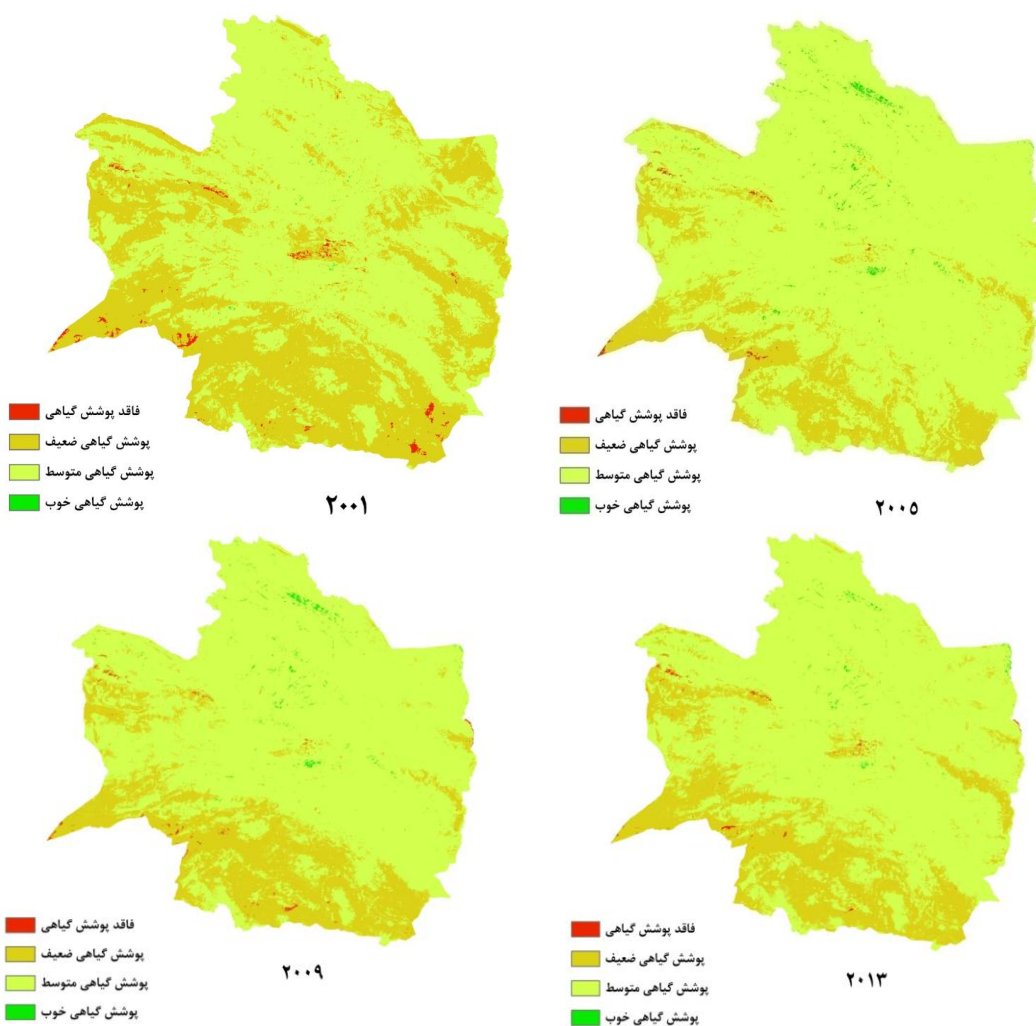 فاقد پوشش گیاهی
پوشش گیاهی ضعیف
پوشش گیاهی متوسط
پوشش گیاهی خوب
۲۰۰۱
فاقد پوشش گیاهی
پوشش گیاهی ضعیف
پوشش گیاهی متوسط
پوشش گیاهی خوب
۲۰۰۵
فاقد پوشش گیاهی
پوشش گیاهی ضعیف
پوشش گیاهی متوسط
پوشش گیاهی خوب
۲۰۰۹
فاقد پوشش گیاهی
پوشش گیاهی ضعیف
پوشش گیاهی متوسط
پوشش گیاهی خوب
۲۰۱۳